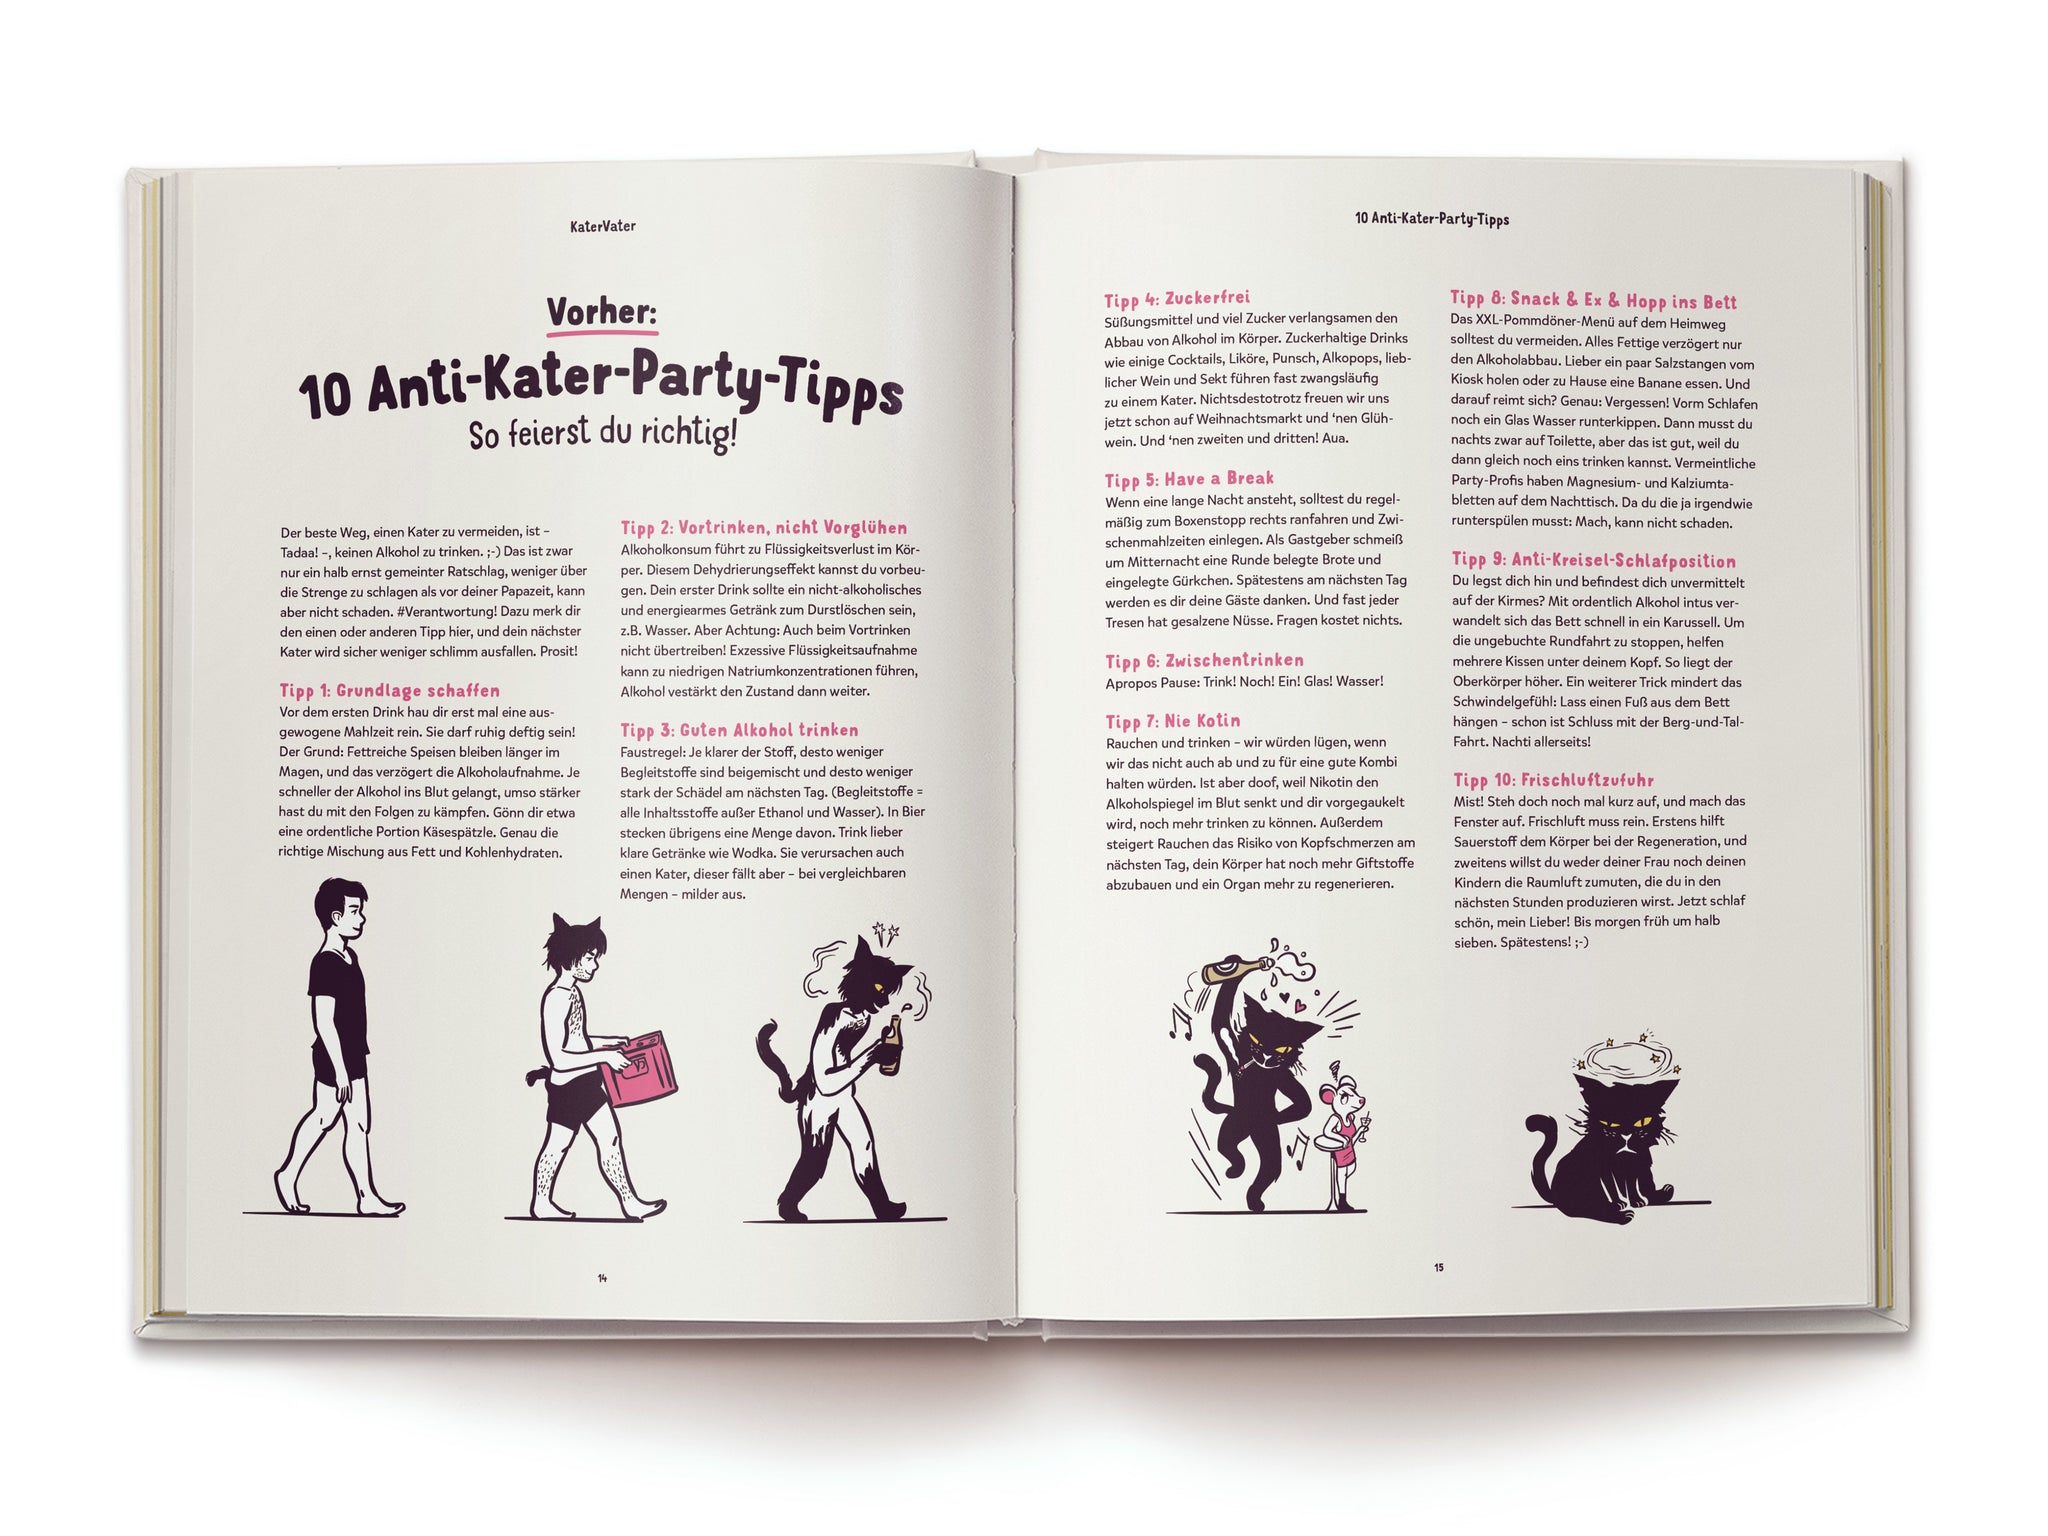 KaterVater
Vorher:
10 Anti-Kater-Party-Tipps
So feierst du richtig!
Der beste Weg, einen Kater zu vermeiden, ist –
Tadaa! –, keinen Alkohol zu trinken. ;-) Das ist zwar
nur ein halb ernst gemeinter Ratschlag, weniger über
die Strenge zu schlagen als vor deiner Papazeit, kann
aber nicht schaden. #Verantwortung! Dazu merk dir
den einen oder anderen Tipp hier, und dein nächster
Kater wird sicher weniger schlimm ausfallen. Prosit!
Tipp 1: Grundlage schaffen
Vor dem ersten Drink hau dir erst mal eine aus-
gewogene Mahlzeit rein. Sie darf ruhig deftig sein!
Der Grund: Fettreiche Speisen bleiben länger im
Magen, und das verzögert die Alkoholaufnahme. Je
schneller der Alkohol ins Blut gelangt, umso stärker
hast du mit den Folgen zu kämpfen. Gönn dir etwa
eine ordentliche Portion Käsespätzle. Genau die
richtige Mischung aus Fett und Kohlenhydraten.
Tipp 2: Vortrinken, nicht Vorglühen
Alkoholkonsum führt zu Flüssigkeitsverlust im Kör-
per. Diesem Dehydrierungseffekt kannst du vorbeu-
gen. Dein erster Drink sollte ein nicht-alkoholisches
und energiearmes Getränk zum Durstlöschen sein,
z.B. Wasser. Aber Achtung: Auch beim Vortrinken
nicht übertreiben! Exzessive Flüssigkeitsaufnahme
kann zu niedrigen Natriumkonzentrationen führen,
Alkohol vestärkt den Zustand dann weiter.
Tipp 3: Guten Alkohol trinken
Faustregel: Je klarer der Stoff, desto weniger
Begleitstoffe sind beigemischt und desto weniger
stark der Schädel am nächsten Tag. (Begleitstoffe =
alle Inhaltsstoffe außer Ethanol und Wasser). In Bier
stecken übrigens eine Menge davon. Trink lieber
klare Getränke wie Wodka. Sie verursachen auch
einen Kater, dieser fällt aber – bei vergleichbaren
Mengen – milder aus.
14
10 Anti-Kater-Party-Tipps
Tipp 4: Zuckerfrei
Süßungsmittel und viel Zucker verlangsamen den
Abbau von Alkohol im Körper. Zuckerhaltige Drinks
wie einige Cocktails, Liköre, Punsch, Alkopops, lieb-
licher Wein und Sekt führen fast zwangsläufig
zu einem Kater. Nichtsdestotrotz freuen wir uns
jetzt schon auf Weihnachtsmarkt und ‘nen Glüh-
wein. Und ‘nen zweiten und dritten! Aua.
Tipp 5: Have a Break
Wenn eine lange Nacht ansteht, solltest du regel-
mäßig zum Boxenstopp rechts ranfahren und Zwi-
schenmahlzeiten einlegen. Als Gastgeber schmeiß
um Mitternacht eine Runde belegte Brote und
eingelegte Gürkchen. Spätestens am nächsten Tag
werden es dir deine Gäste danken. Und fast jeder
Tresen hat gesalzene Nüsse. Fragen kostet nichts.
Tipp 6: Zwischentrinken
Apropos Pause: Trink! Noch! Ein! Glas! Wasser!
Tipp 7: Nie Kotin
Rauchen und trinken – wir würden lügen, wenn
wir das nicht auch ab und zu für eine gute Kombi
halten würden. Ist aber doof, weil Nikotin den
Alkoholspiegel im Blut senkt und dir vorgegaukelt
wird, noch mehr trinken zu können. Außerdem
steigert Rauchen das Risiko von Kopfschmerzen am
nächsten Tag, dein Körper hat noch mehr Giftstoffe
abzubauen und ein Organ mehr zu regenerieren.
Tipp 8: Snack & Ex & Hopp ins Bett
Das XXL-Pommdöner-Menü auf dem Heimweg
solltest du vermeiden. Alles Fettige verzögert nur
den Alkoholabbau. Lieber ein paar Salzstangen vom
Kiosk holen oder zu Hause eine Banane essen. Und
darauf reimt sich? Genau: Vergessen! Vorm Schlafen
noch ein Glas Wasser runterkippen. Dann musst du
nachts zwar auf Toilette, aber das ist gut, weil du
dann gleich noch eins trinken kannst. Vermeintliche
Party-Profis haben Magnesium- und Kalziumta-
bletten auf dem Nachttisch. Da du die ja irgendwie
runterspülen musst: Mach, kann nicht schaden.
Tipp 9: Anti-Kreisel-Schlafposition
Du legst dich hin und befindest dich unvermittelt
auf der Kirmes? Mit ordentlich Alkohol intus ver-
wandelt sich das Bett schnell in ein Karussell. Um
die ungebuchte Rundfahrt zu stoppen, helfen
mehrere Kissen unter deinem Kopf. So liegt der
Oberkörper höher. Ein weiterer Trick mindert das
Schwindelgefühl: Lass einen Fuß aus dem Bett
hängen – schon ist Schluss mit der Berg-und-Tal-
Fahrt. Nachti allerseits!
Tipp 10: Frischluftzufuhr
Mist! Steh doch noch mal kurz auf, und mach das
Fenster auf. Frischluft muss rein. Erstens hilft
Sauerstoff dem Körper bei der Regeneration, und
zweitens willst du weder deiner Frau noch deinen
Kindern die Raumluft zumuten, die du in den
nächsten Stunden produzieren wirst. Jetzt schlaf
schön, mein Lieber! Bis morgen früh um halb
sieben. Spätestens! ;-)
15